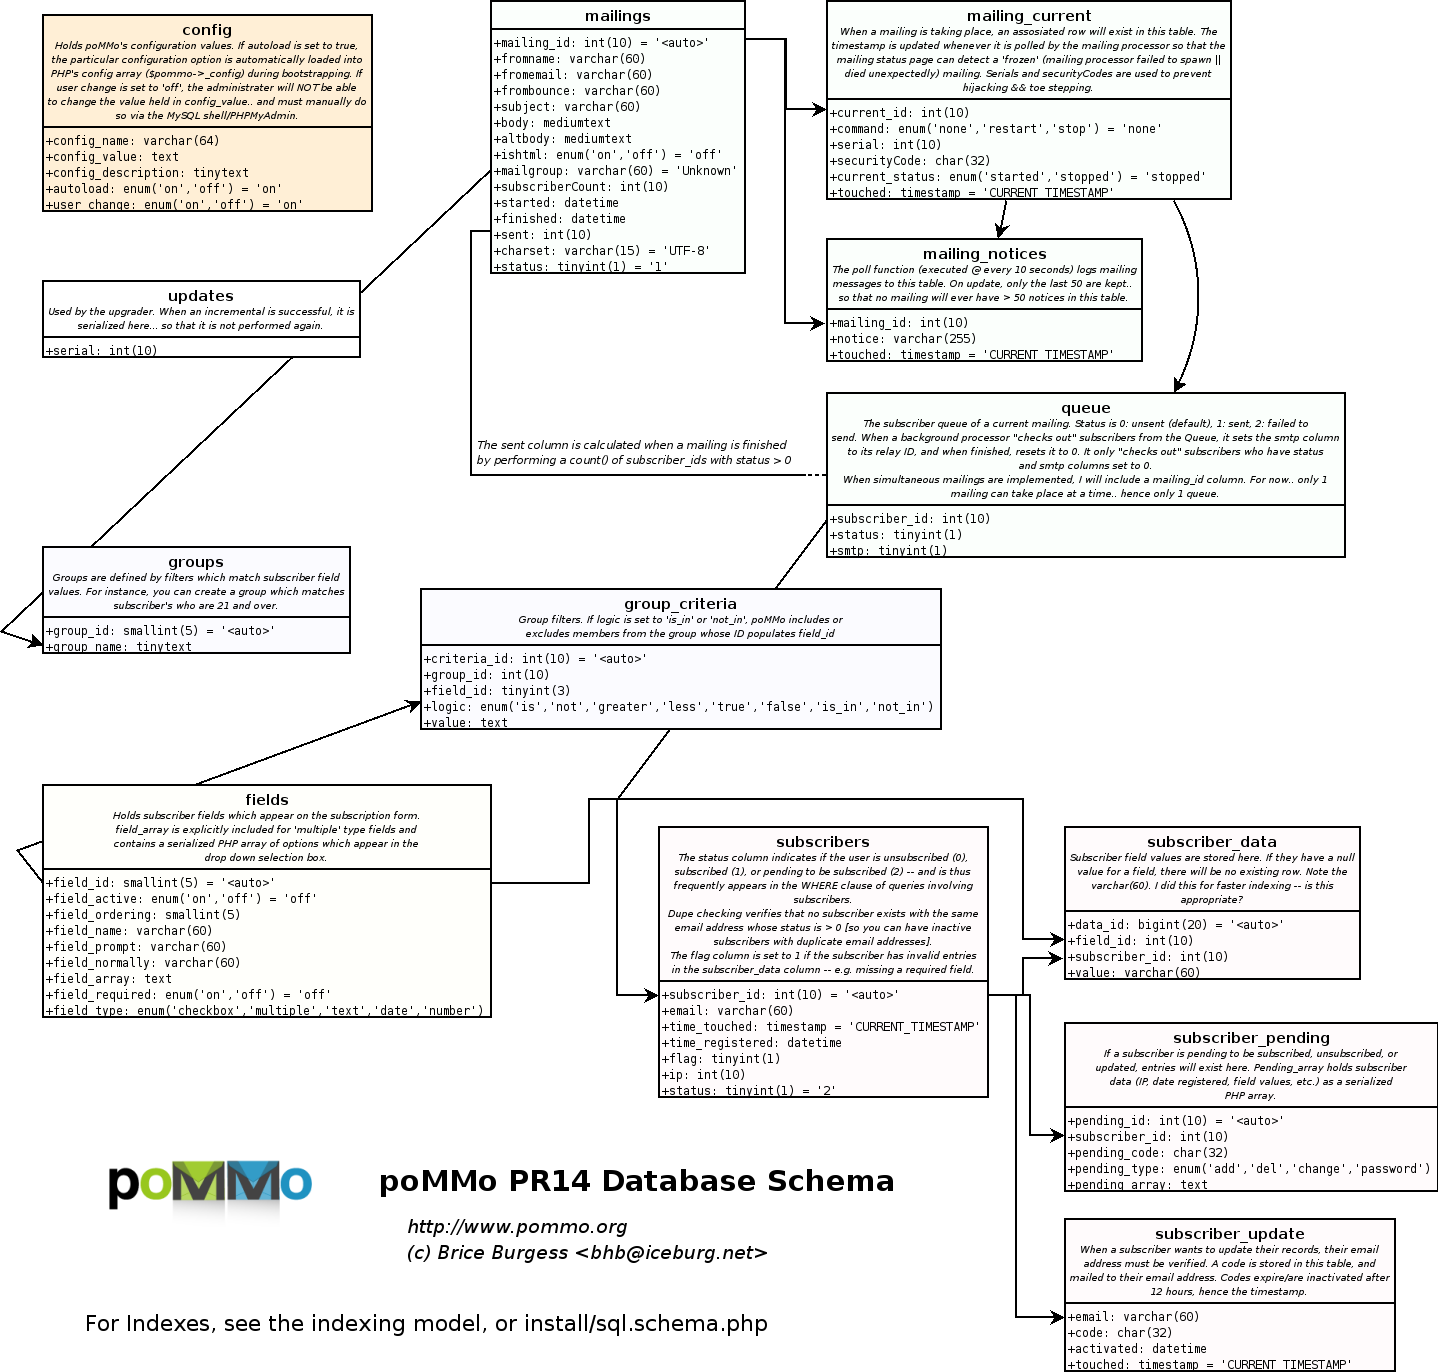 config
Holds poMMo's configuration values. If autoload is set to true,
the particular configuration option is automatically loaded into
PHP's config array ($pommo->_config) during bootstrapping. If
user change is set to 'off', the administrater will NOT be able
to change the value held in config_value.. and must manually do
so via the MySQL shell/PHPMyAdmin.
+config_name: varchar(64)
+config_value: text
+config_description: tinytext
+autoload: enum('on','off') = 'on'
+user_change: enum('on','off') = 'on'
mailings
+mailing_id: int(10) = '<auto>'
+fromname: varchar(60)
+fromemail: varchar(60)
+frombounce: varchar(60)
+subject: varchar(60)
+body: mediumtext
+altbody: mediumtext
+ishtml: enum('on','off') = 'off'
+mailgroup: varchar(60) = 'Unknown'
+subscriberCount: int(10)
+started: datetime
+finished: datetime
+sent: int(10)
+charset: varchar(15) = 'UTF-8'
+status: tinyint(1) = '1'
mailing_current
When a mailing is taking place, an assosiated row will exist in this table. The
timestamp is updated whenever it is polled by the mailing processor so that the
mailing status page can detect a 'frozen' (mailing processor failed to spawn ||
died unexpectedly) mailing. Serials and securityCodes are used to prevent
hijacking && toe stepping.
+current_id: int(10)
+command: enum('none','restart','stop') = 'none'
+serial: int(10)
+securityCode: char(32)
+current_status: enum('started','stopped') = 'stopped'
+touched: timestamp = 'CURRENT_TIMESTAMP'
mailing_notices
The poll function (executed @ every 10 seconds) logs mailing
messages to this table. On update, only the last 50 are kept..
so that no mailing will ever have > 50 notices in this table.
+mailing_id: int(10)
+notice: varchar(255)
+touched: timestamp = 'CURRENT_TIMESTAMP'
updates
Used by the upgrader. When an incremental is successful, it is
serialized here... so that it is not performed again.
+serial: int(10)
queue
The subscriber queue of a current mailing. Status is 0: unsent (default), 1: sent, 2: failed to
send. When a background processor "checks out" subscribers from the Queue, it sets the smtp column
to its relay ID, and when finished, resets it to 0. It only "checks out" subscribers who have status
and smtp columns set to 0.
When simultaneous mailings are implemented, I will include a mailing_id column. For now.. only 1
mailing can take place at a time.. hence only 1 queue.
+subscriber_id: int(10)
+status: tinyint(1)
+smtp: tinyint(1)
The sent column is calculated when a mailing is finished
by performing a count() of subscriber_ids with status > 0
groups
Groups are defined by filters which match subscriber field
values. For instance, you can create a group which matches
subscriber's who are 21 and over.
+group_id: smallint(5) = '<auto>'
+group_name: tinytext
group_criteria
Group filters. If logic is set to 'is_in' or 'not_in', poMMo includes or
excludes members from the group whose ID populates field_id
+criteria_id: int(10) = '<auto>'
+group_id: int(10)
+field_id: tinyint(3)
+logic: enum('is','not','greater','less','true','false','is_in','not_in')
+value: text
fields
Holds subscriber fields which appear on the subscription form.
field_array is explicitly included for 'multiple' type fields and
contains a serialized PHP array of options which appear in the
drop down selection box.
+field_id: smallint(5) = '<auto>'
+field_active: enum('on','off') = 'off'
+field_ordering: smallint(5)
+field_name: varchar(60)
+field_prompt: varchar(60)
+field_normally: varchar(60)
+field_array: text
+field_required: enum('on','off') = 'off'
+field_type: enum('checkbox','multiple','text','date','number')
subscribers
The status column indicates if the user is unsubscribed (0),
subscribed (1), or pending to be subscribed (2) -- and is thus
frequently appears in the WHERE clause of queries involving
subscribers.
Dupe checking verifies that no subscriber exists with the same
email address whose status is > 0 [so you can have inactive
subscribers with duplicate email addresses].
The flag column is set to 1 if the subscriber has invalid entries
in the subscriber_data column -- e.g. missing a required field.
+subscriber_id: int(10) = '<auto>'
+email: varchar(60)
+time_touched: timestamp = 'CURRENT_TIMESTAMP'
+time_registered: datetime
+flag: tinyint(1)
+ip: int(10)
+status: tinyint(1) = '2'
subscriber_data
Subscriber field values are stored here. If they have a null
value for a field, there will be no existing row. Note the
varchar(60). I did this for faster indexing -- is this
appropriate?
+data_id: bigint(20) = '<auto>'
+field_id: int(10)
+subscriber_id: int(10)
+value: varchar(60)
subscriber_pending
If a subscriber is pending to be subscribed, unsubscribed, or
updated, entries will exist here. Pending_array holds subscriber
data (IP, date registered, field values, etc.) as a serialized
PHP array.
+pending_id: int(10) = '<auto>'
+subscriber_id: int(10)
+pending_code: char(32)
+pending_type: enum('add','del','change','password')
+pending_array: text
subscriber_update
When a subscriber wants to update their records, their email
address must be verified. A code is stored in this table, and
mailed to their email address. Codes expire/are inactivated after
12 hours, hence the timestamp.
+email: varchar(60)
+code: char(32)
+activated: datetime
+touched: timestamp = 'CURRENT_TIMESTAMP'
poMMo
poMMo PR14 Database Schema
http://www.pommo.org
(c) Brice Burgess <bhb@iceburg.net>
For Indexes, see the indexing model, or install/sql.schema.php